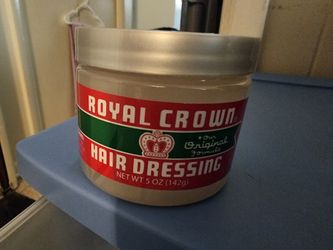 ROYAL CROWN
Our
Original
Formula
HAIR DRESSING
NET WT 5 OZ (142g)